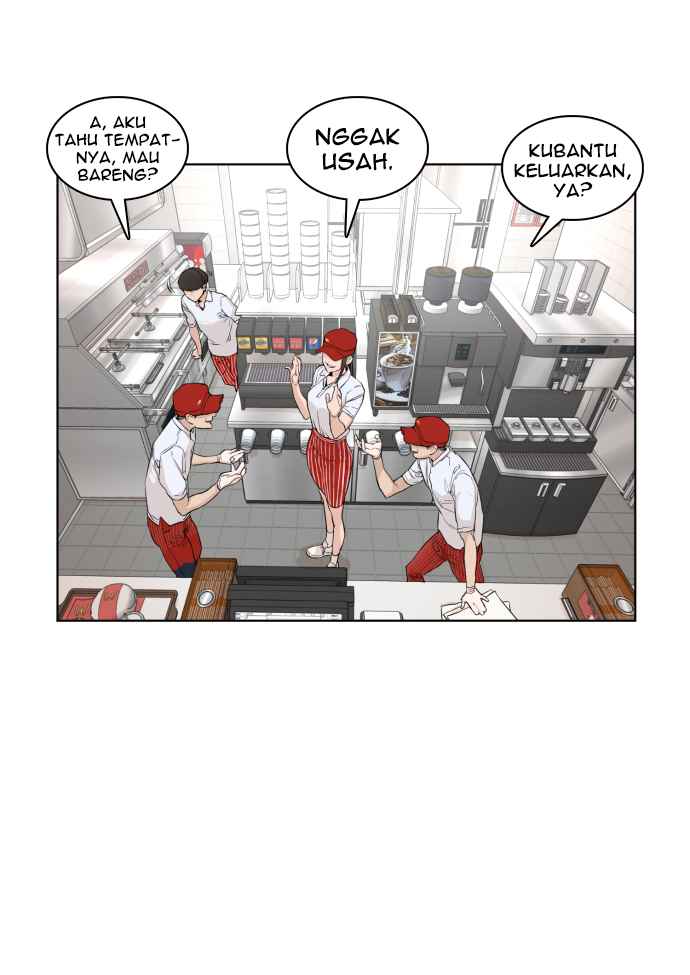 A, AKU
TAHU TEMPAT-
NYA, MAU
BARENG?
NGGAK
USAH.
KUBANTU
KELUARKAN,
YA?